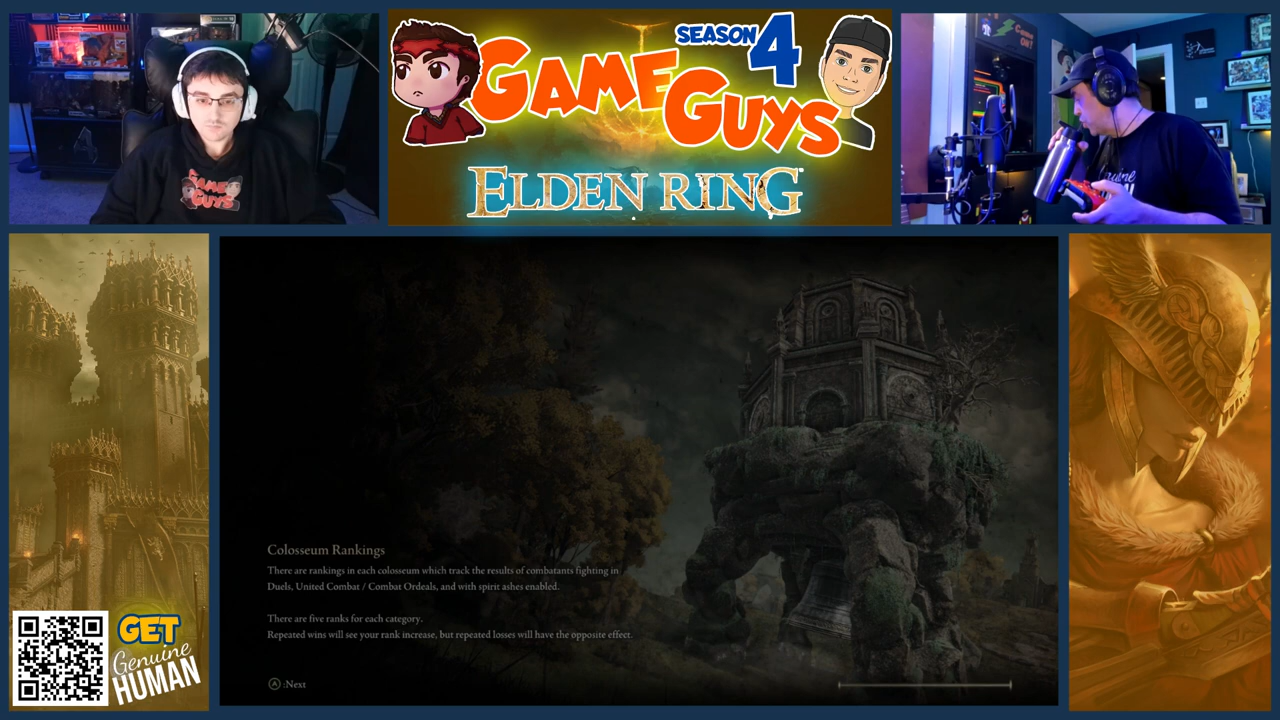 SEASON 4
GAME
GUYS
ELDEN RING
GAME
GUYS
Colosseum Rankings
There are rankings in each colosseum which track the results of combatants fighting in
Duels, United Combat / Combat Ordeals, and with spirit ashes enabled.
There are five ranks for each category.
Repeated wins will see your rank increase, but repeated losses will have the opposite effect.
A :Next
GET
Genuine
HUMAN